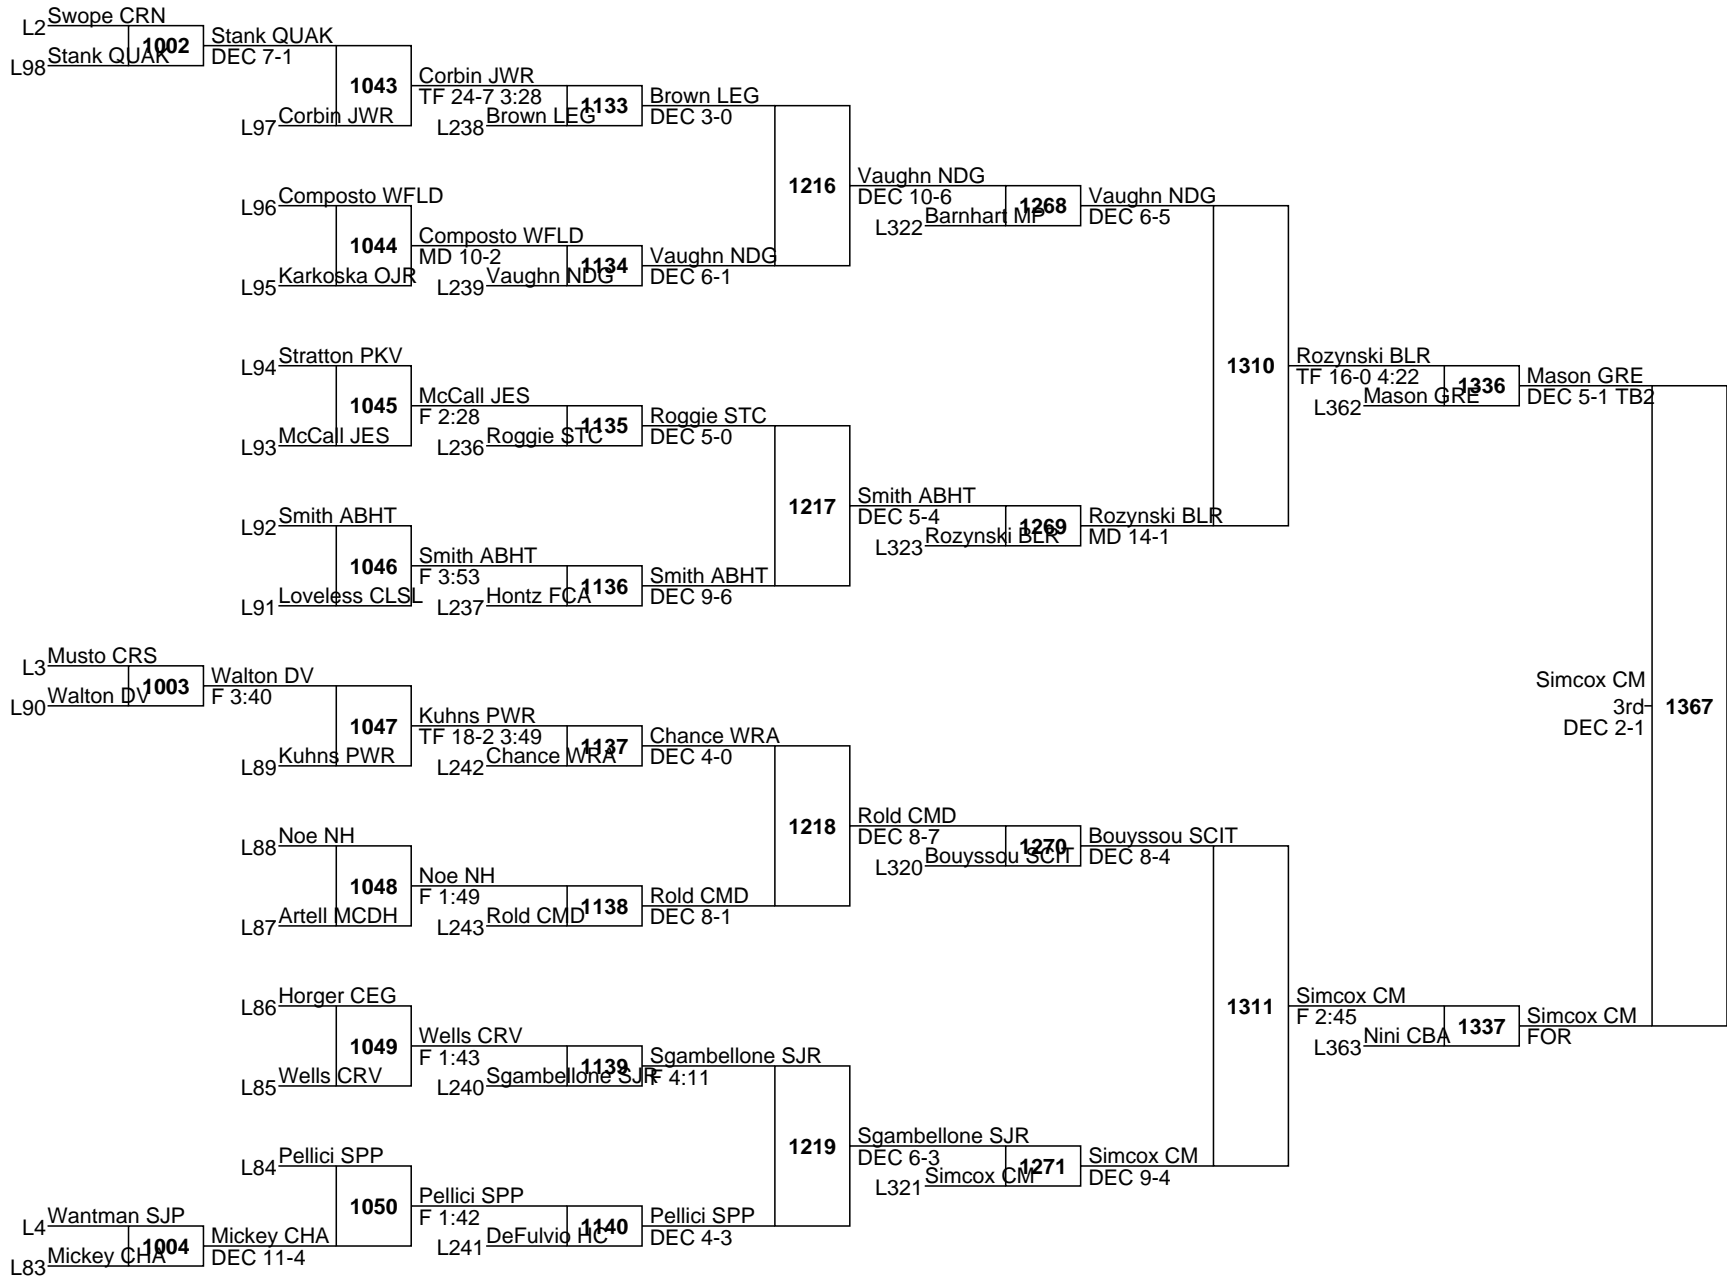 L2 Swope CRN
1002
L98 Stank QUAK
Stank QUAK
DEC 7-1
1043
L97 Corbin JWR
Corbin JWR
TF 24-7 3:28
1133
L238 Brown LEG
Brown LEG
DEC 3-0
1216
L96 Composto WFLD
1044
L95 Karkoska OJR
Composto WFLD
MD 10-2
1134
L239 Vaughn NDG
Vaughn NDG
DEC 6-1
Vaughn NDG
DEC 10-6
1268
L322 Barnhart MP
Vaughn NDG
DEC 6-5
1310
L94 Stratton PKV
1045
L93 McCall JES
McCall JES
F 2:28
1135
L236 Roggie STC
Roggie STC
DEC 5-0
1217
L92 Smith ABHT
1046
L91 Loveless CLSL
Smith ABHT
F 3:53
1136
L237 Hontz FCA
Smith ABHT
DEC 9-6
Smith ABHT
DEC 5-4
1269
L323 Rozynski BLR
Rozynski BLR
MD 14-1
Rozynski BLR
TF 16-0 4:22
1336
L362 Mason GRE
Mason GRE
DEC 5-1 TB2
L3 Musto CRS
1003
L90 Walton DV
Walton DV
F 3:40
1047
L89 Kuhns PWR
Kuhns PWR
TF 18-2 3:49
1137
L242 Chance WRA
Chance WRA
DEC 4-0
1218
L88 Noe NH
1048
L87 Artell MCDH
Noe NH
F 1:49
1138
L243 Rold CMD
Rold CMD
DEC 8-1
Rold CMD
DEC 8-7
1270
L320 Bouyssou SCIT
Bouyssou SCIT
DEC 8-4
1311
L86 Horger CEG
1049
L85 Wells CRV
Wells CRV
F 1:43
1139
L240 Sgambellone SJR
Sgambellone SJR
F 4:11
1219
L84 Pellici SPP
1050
L4 Wantman SJP
1004
L83 Mickey CHA
Mickey CHA
DEC 11-4
Pellici SPP
F 1:42
1140
L241 DeFulvio HC
Pellici SPP
DEC 4-3
Sgambellone SJR
DEC 6-3
1271
L321 Simcox CM
Simcox CM
DEC 9-4
Simcox CM
F 2:45
1337
L363 Nini CBA
Simcox CM
FOR
Simcox CM
3rd
DEC 2-1
1367